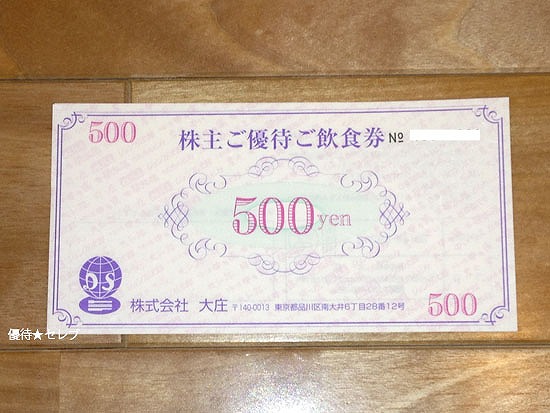 500
株主ご優待ご飲食券 №
500 yen
DS
株式会社 大庄 〒140-0013 東京都品川区南大井6丁目28番12号
500
優待★セレブ